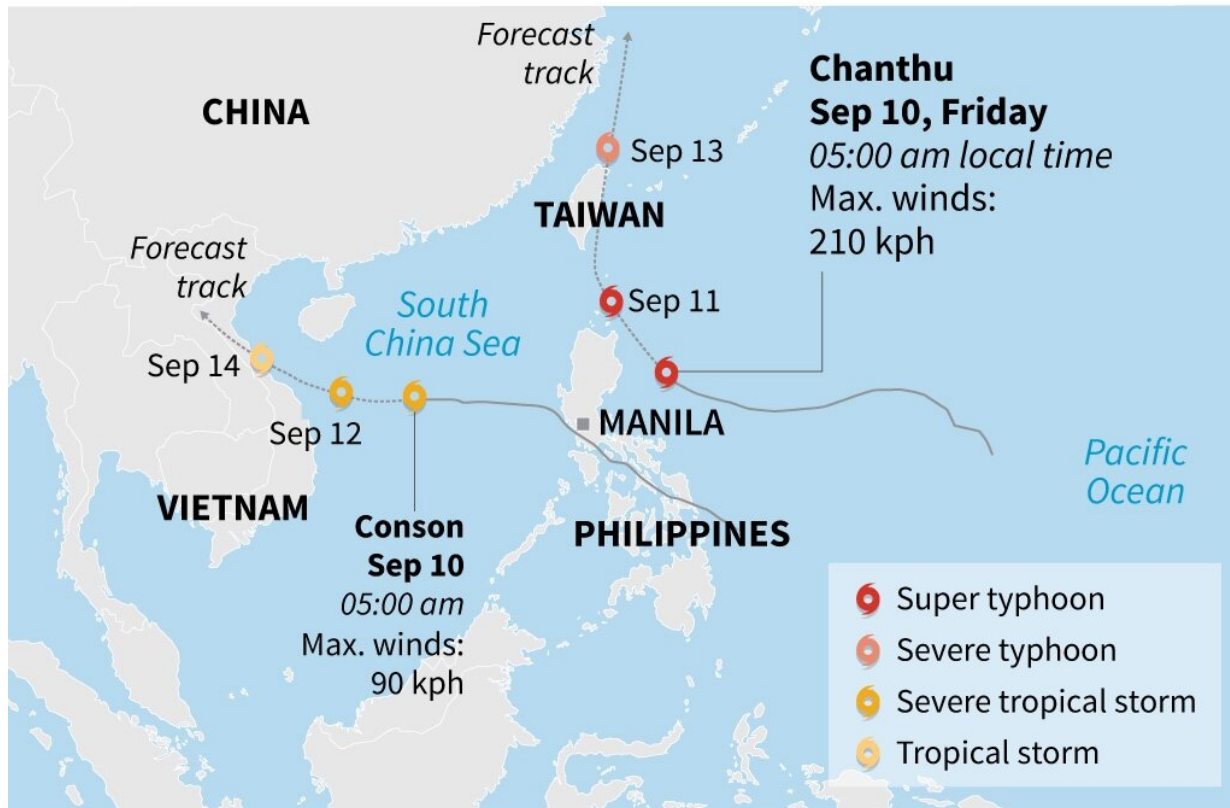 Forecast
track
Chanthu
Sep 10, Friday
05:00 am local time
Max. winds:
210 kph
CHINA
Sep 13
TAIWAN
Forecast
track
South
China Sea
Sep 11
Sep 14
Sep 12
MANILA
Pacific
Ocean
VIETNAM
Conson
Sep 10
05:00 am
Max. winds:
90 kph
PHILIPPINES
Super typhoon
Severe typhoon
Severe tropical storm
Tropical storm